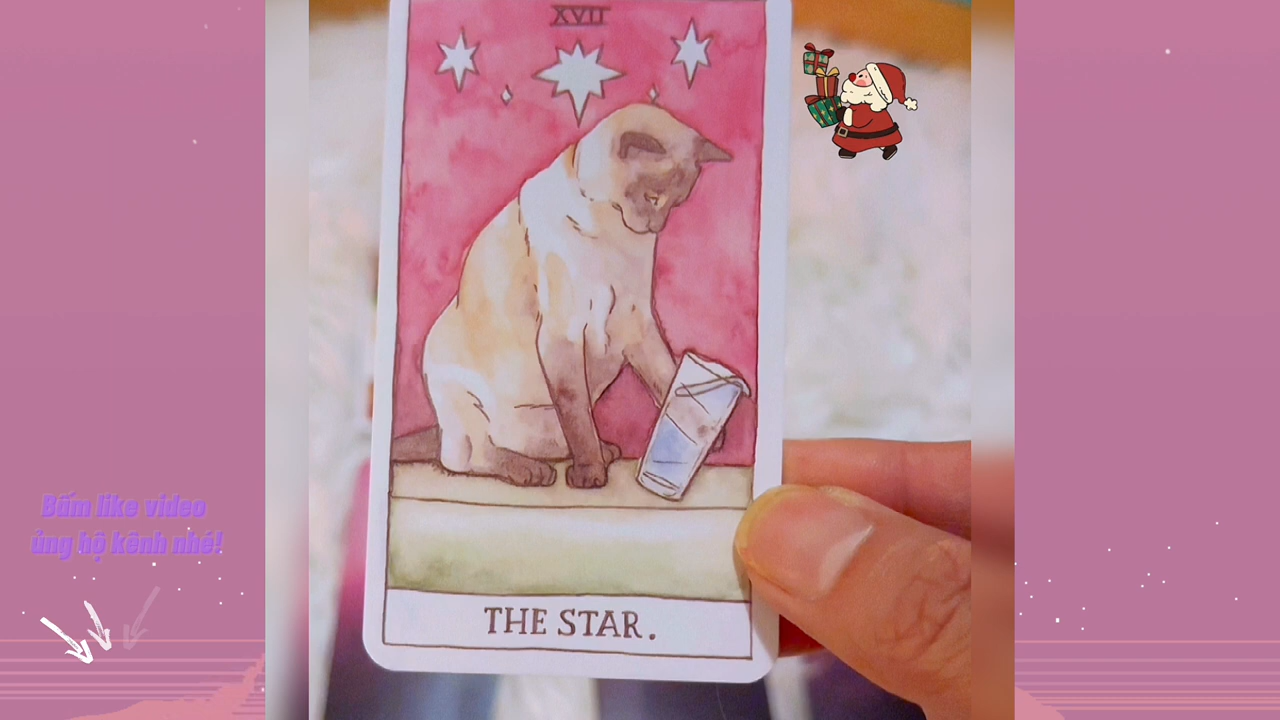 XVII
THE STAR.
Bấm like video
ủng hộ kênh nhé!